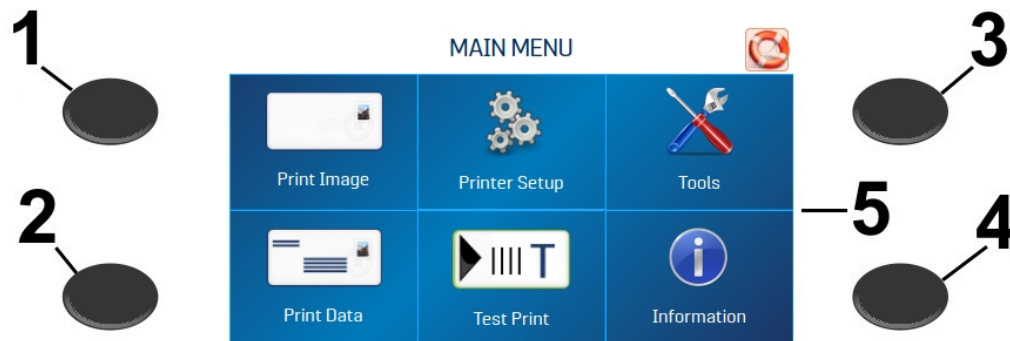 1
3
MAIN MENU
Print Image
Printer Setup
Tools
2
5
4
Print Data
Test Print
T
Information